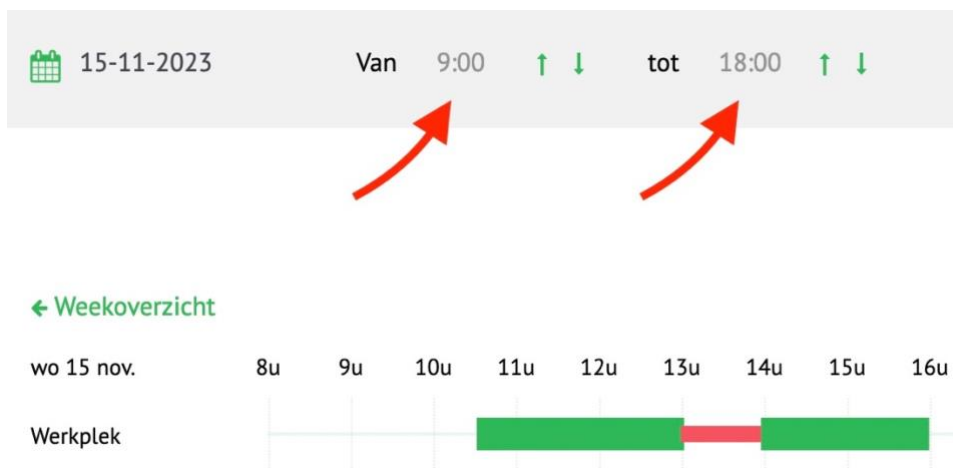 15-11-2023 Van 9:00 ↑ ↓ tot 18:00 ↑ ↓
← Weekoverzicht
wo 15 nov. 8u 9u 10u 11u 12u 13u 14u 15u 16u
Werkplek